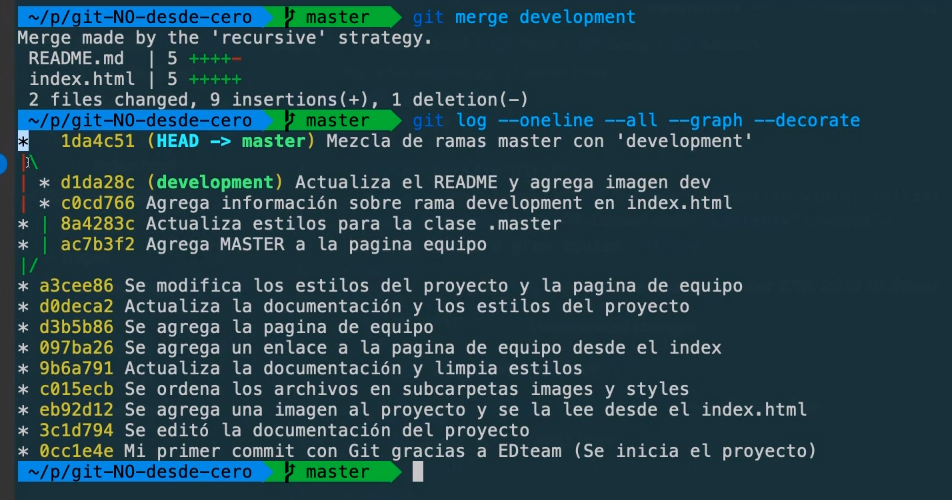 ~/p/git-NO-desde-cero master git merge development
Merge made by the 'recursive' strategy.
README.md | 5 ++++-
index.html | 5 +++++
2 files changed, 9 insertions(+), 1 deletion(-)
~/p/git-NO-desde-cero master git log --oneline --all --graph --decorate
* 1da4c51 (HEAD -> master) Mezcla de ramas master con 'development'
|\
| * d1da28c (development) Actualiza el README y agrega imagen dev
| * c0cd766 Agrega información sobre rama development en index.html
* | 8a4283c Actualiza estilos para la clase .master
* | ac7b3f2 Agrega MASTER a la pagina equipo
|/
* a3cee86 Se modifica los estilos del proyecto y la pagina de equipo
* d0deca2 Actualiza la documentación y los estilos del proyecto
* d3b5b86 Se agrega la pagina de equipo
* 097ba26 Se agrega un enlace a la pagina de equipo desde el index
* 9b6a791 Actualiza la documentación y limpia estilos
* c015ecb Se ordena los archivos en subcarpetas images y styles
* eb92d12 Se agrega una imagen al proyecto y se la lee desde el index.html
* 3c1d794 Se editó la documentación del proyecto
* 0cc1e4e Mi primer commit con Git gracias a EDteam (Se inicia el proyecto)
~/p/git-NO-desde-cero master